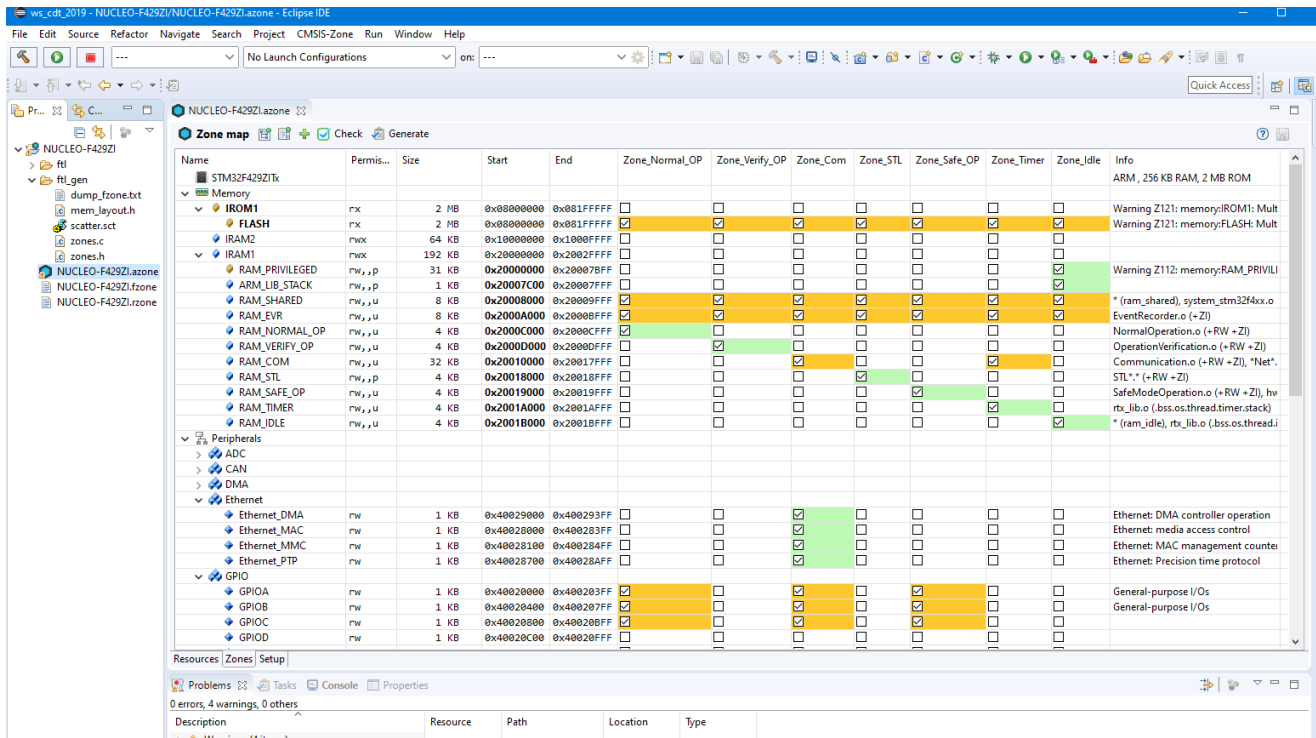 ws_cdt_2019 - NUCLEO-F429ZI/NUCLEO-F429ZI.azone - Eclipse IDE
File Edit Source Refactor Navigate Search Project CMSIS-Zone Run Window Help
--- No Launch Configurations on: ---
Quick Access
Pr... C... NUCLEO-F429ZI.azone
Zone map Check Generate
NUCLEO-F429ZI
ftl
ftl_gen
dump_fzone.txt
mem_layout.h
scatter.sct
zones.c
zones.h
NUCLEO-F429ZI.azone
NUCLEO-F429ZI.fzone
NUCLEO-F429ZI.rzone
Name Permis... Size Start End Zone_Normal_OP Zone_Verify_OP Zone_Com Zone_STL Zone_Safe_OP Zone_Timer Zone_Idle Info
STM32F429ZITx ARM , 256 KB RAM, 2 MB ROM
Memory
IROM1 rx 2 MB 0x08000000 0x081FFFFF Warning Z121: memory:IROM1: Mult
FLASH rx 2 MB 0x08000000 0x081FFFFF Warning Z121: memory:FLASH: Mult
IRAM2 rwx 64 KB 0x10000000 0x1000FFFF
IRAM1 rwx 192 KB 0x20000000 0x2002FFFF
RAM_PRIVILEGED rw,,p 31 KB 0x20000000 0x20007BFF Warning Z112: memory:RAM_PRIVILI
ARM_LIB_STACK rw,,p 1 KB 0x20007C00 0x20007FFF
RAM_SHARED rw,,u 8 KB 0x20008000 0x20009FFF * (ram_shared), system_stm32f4xx.o
RAM_EVR rw,,u 8 KB 0x2000A000 0x2000BFFF EventRecorder.o (+ZI)
RAM_NORMAL_OP rw,,u 4 KB 0x2000C000 0x2000CFFF NormalOperation.o (+RW +ZI)
RAM_VERIFY_OP rw,,u 4 KB 0x2000D000 0x2000DFFF OperationVerification.o (+RW +ZI)
RAM_COM rw,,u 32 KB 0x20010000 0x20017FFF Communication.o (+RW +ZI), *Net*.
RAM_STL rw,,p 4 KB 0x20018000 0x20018FFF STL*.* (+RW +ZI)
RAM_SAFE_OP rw,,u 4 KB 0x20019000 0x20019FFF SafeModeOperation.o (+RW +ZI), hw
RAM_TIMER rw,,u 4 KB 0x2001A000 0x2001AFFF rtx_lib.o (.bss.os.thread.timer.stack)
RAM_IDLE rw,,u 4 KB 0x2001B000 0x2001BFFF * (ram_idle), rtx_lib.o (.bss.os.thread.i
Peripherals
ADC
CAN
DMA
Ethernet
Ethernet_DMA rw 1 KB 0x40029000 0x400293FF Ethernet: DMA controller operation
Ethernet_MAC rw 1 KB 0x40028000 0x400283FF Ethernet: media access control
Ethernet_MMC rw 1 KB 0x40028100 0x400284FF Ethernet: MAC management counter
Ethernet_PTP rw 1 KB 0x40028700 0x40028AFF Ethernet: Precision time protocol
GPIO
GPIOA rw 1 KB 0x40020000 0x400203FF General-purpose I/Os
GPIOB rw 1 KB 0x40020400 0x400207FF General-purpose I/Os
GPIOC rw 1 KB 0x40020800 0x40020BFF
GPIOD rw 1 KB 0x40020C00 0x40020FFF
Resources Zones Setup
Problems Tasks Console Properties
0 errors, 4 warnings, 0 others
Description Resource Path Location Type